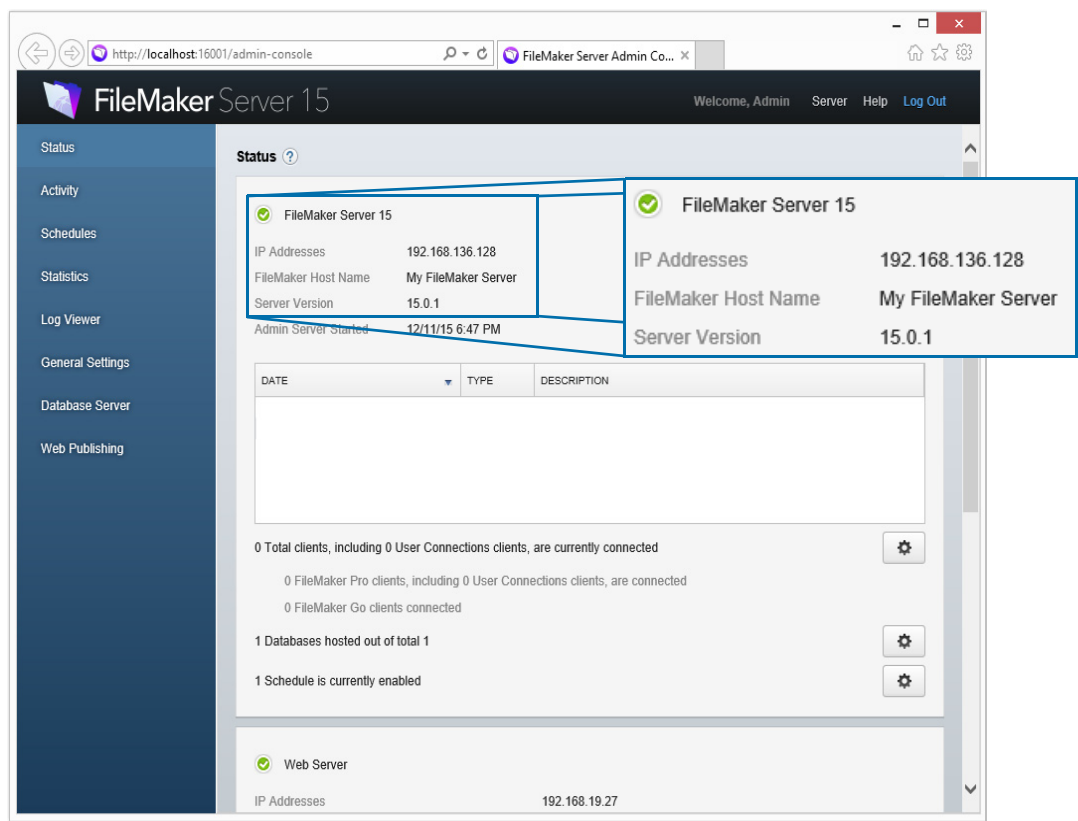 http://localhost:16001/admin-console
FileMaker Server Admin Co...
FileMaker Server 15
Welcome, Admin Server Help Log Out
Status
Activity
Schedules
Statistics
Log Viewer
General Settings
Database Server
Web Publishing
Status ?
FileMaker Server 15
IP Addresses 192.168.136.128
FileMaker Host Name My FileMaker Server
Server Version 15.0.1
Admin Server Started 12/11/15 6:47 PM
FileMaker Server 15
IP Addresses 192.168.136.128
FileMaker Host Name My FileMaker Server
Server Version 15.0.1
DATE TYPE DESCRIPTION
0 Total clients, including 0 User Connections clients, are currently connected
0 FileMaker Pro clients, including 0 User Connections clients, are connected
0 FileMaker Go clients connected
1 Databases hosted out of total 1
1 Schedule is currently enabled
Web Server
IP Addresses 192.168.19.27